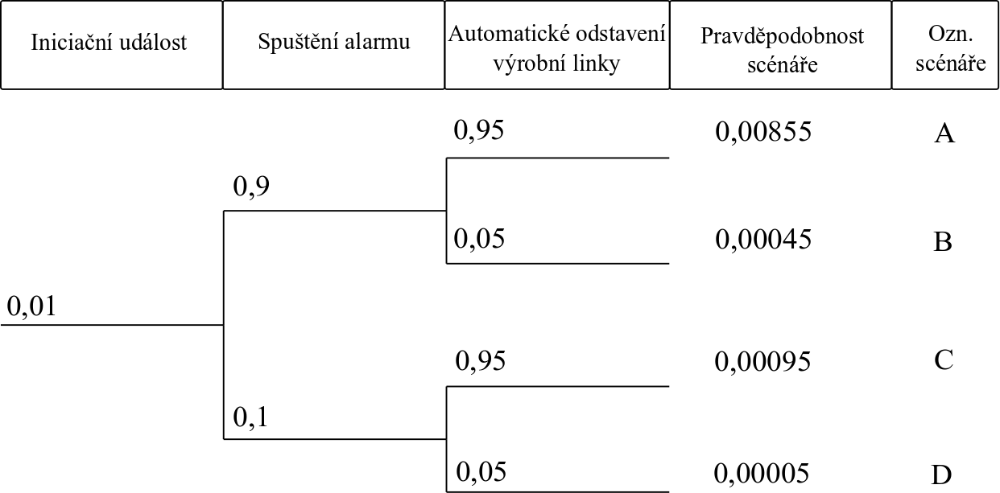 Iniciační událost
Spuštění alarmu
Automatické odstavení
výrobní linky
Pravděpodobnost
scénáře
Ozn.
scénáře
0,95
0,00855
A
0,9
0,05
0,00045
B
0,01
0,95
0,00095
C
0,1
0,05
0,00005
D